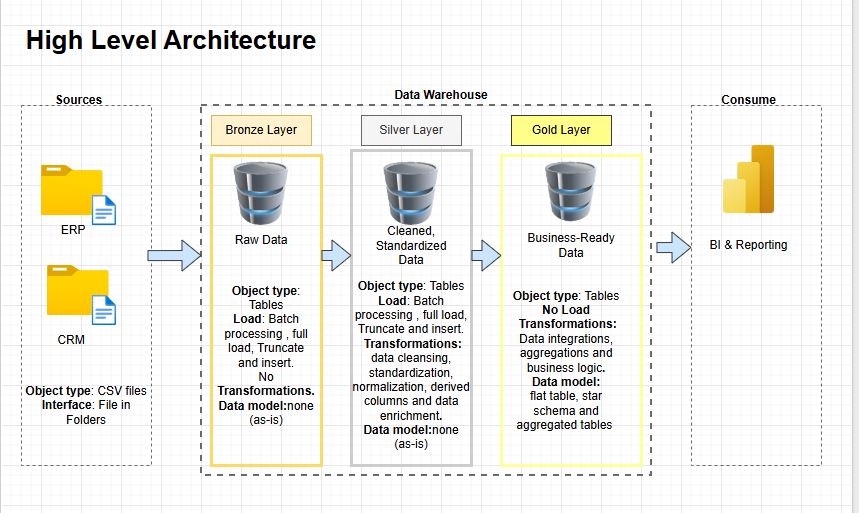 High Level Architecture
Sources
Data Warehouse
Consume
Bronze Layer
Silver Layer
Gold Layer
ERP
CRM
Object type: CSV files
Interface: File in
Folders
Raw Data
Object type:
Tables
Load: Batch
processing , full
load, Truncate
and insert.
No
Transformations.
Data model:none
(as-is)
Cleaned,
Standardized
Data
Object type: Tables
Load: Batch
processing , full load,
Truncate and insert.
Transformations:
data cleansing,
standardization,
normalization, derived
columns and data
enrichment.
Data model:none
(as-is)
Business-Ready
Data
Object type: Tables
No Load
Transformations:
Data integrations,
aggregations and
business logic.
Data model:
flat table, star
schema and
aggregated tables
BI & Reporting